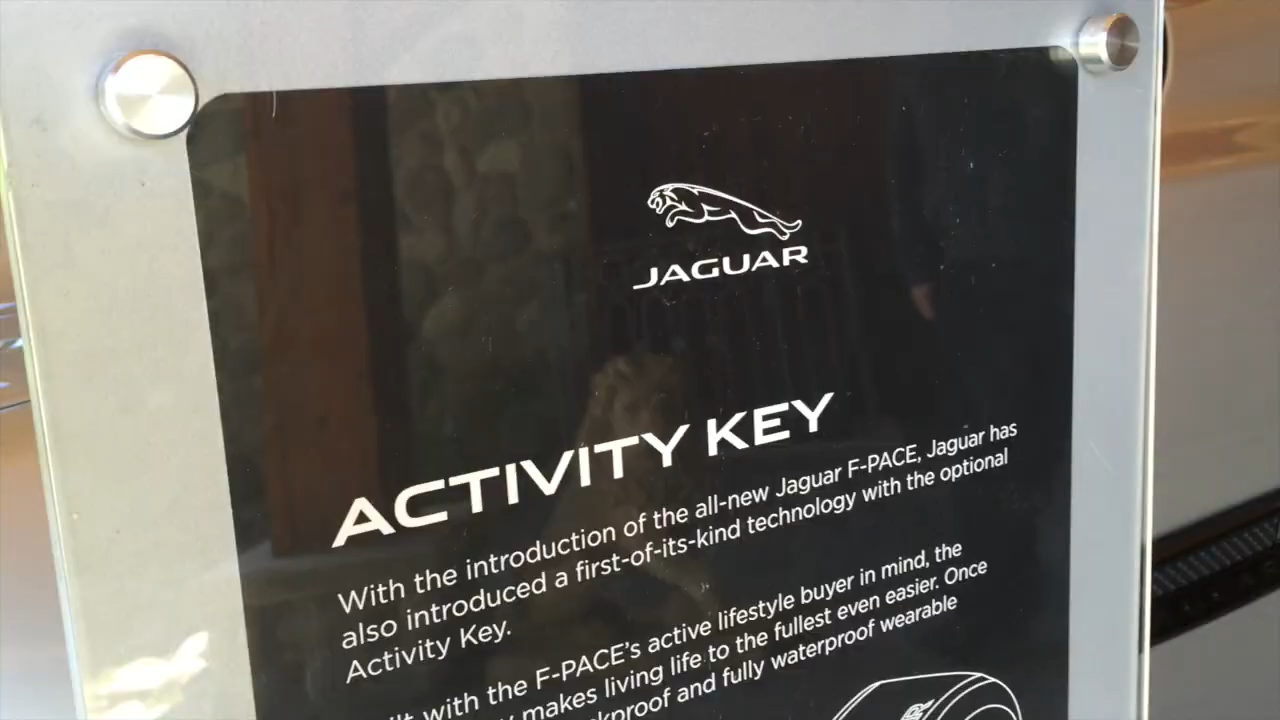 JAGUAR
ACTIVITY KEY
With the introduction of the all-new Jaguar F-PACE, Jaguar has
also introduced a first-of-its-kind technology with the optional
Activity Key.
with the F-PACE's active lifestyle buyer in mind, the
makes living life to the fullest even easier. Once
and fully waterproof wearable